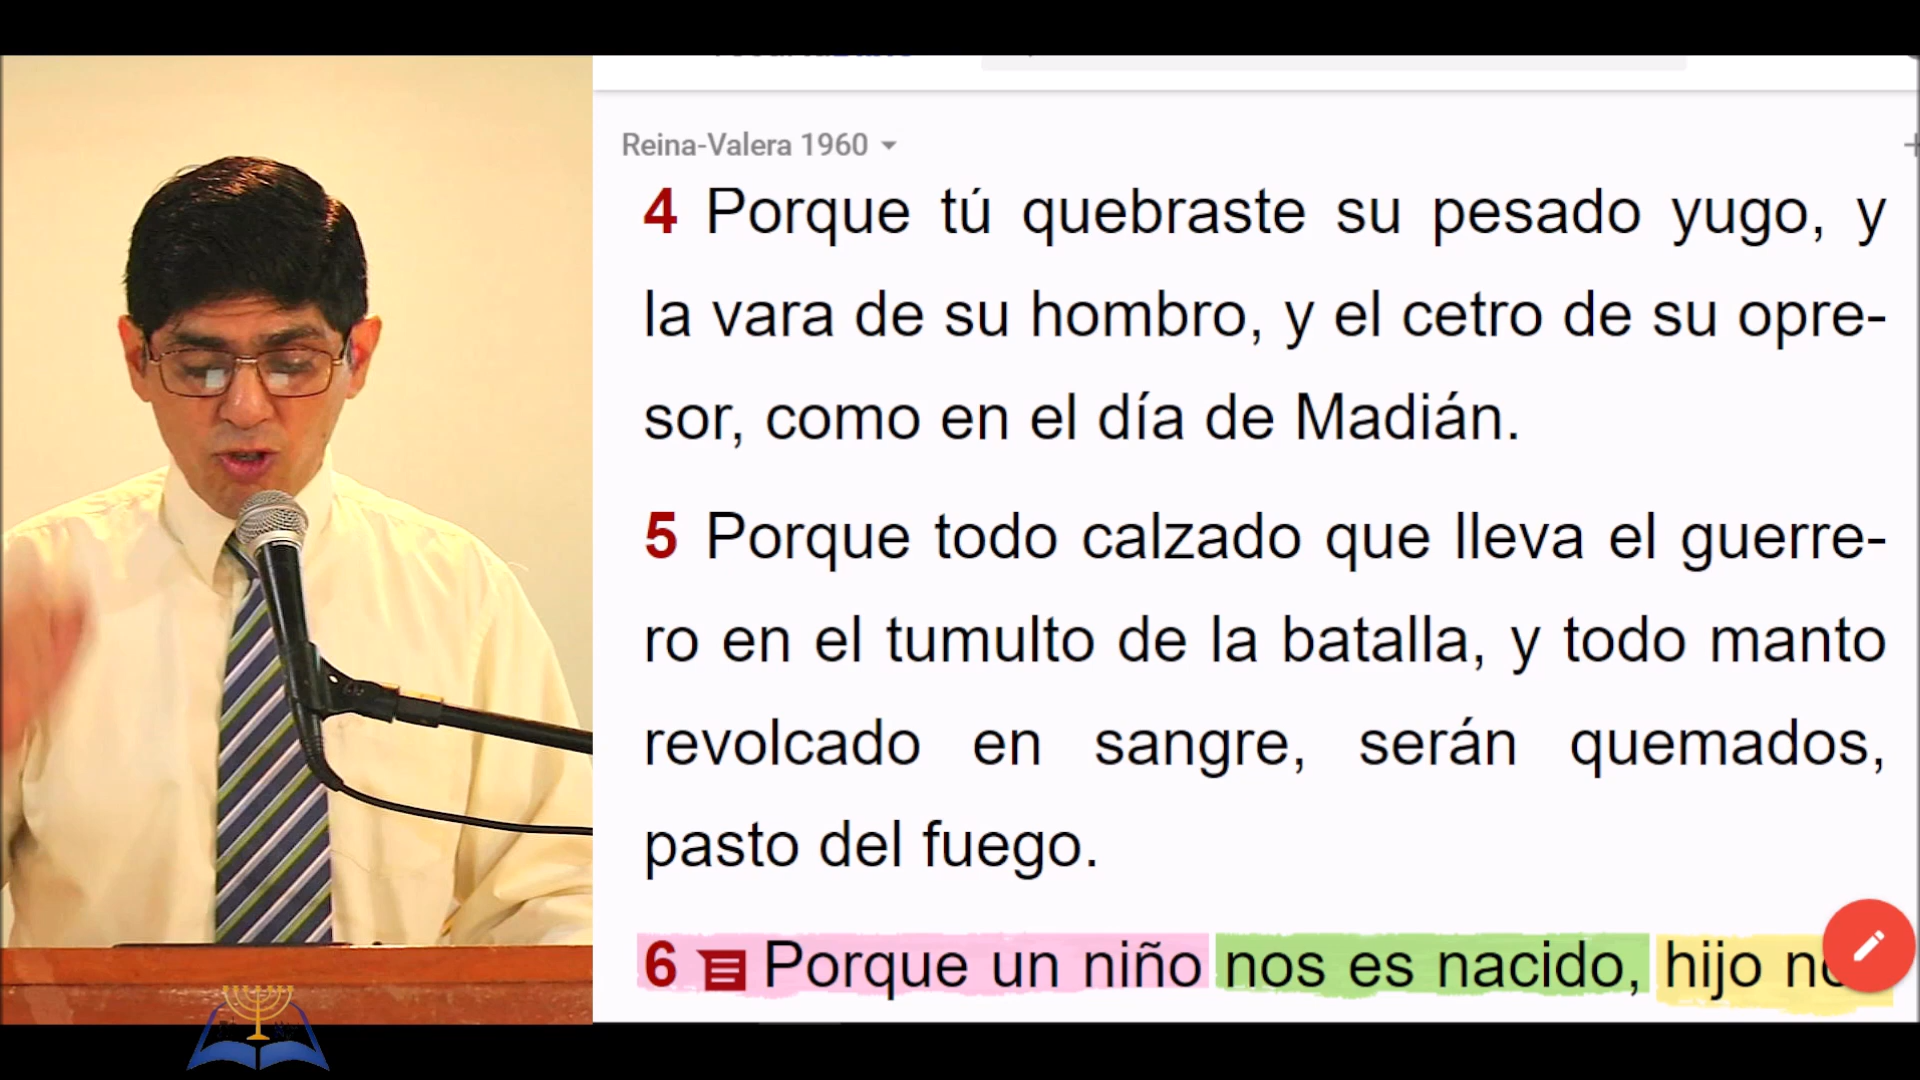 Reina-Valera 1960
4 Porque tú quebraste su pesado yugo, y
la vara de su hombro, y el cetro de su opre-
sor, como en el día de Madián.
5 Porque todo calzado que lleva el guerre-
ro en el tumulto de la batalla, y todo manto
revolcado en sangre, serán quemados,
pasto del fuego.
6 Porque un niño nos es nacido, hijo